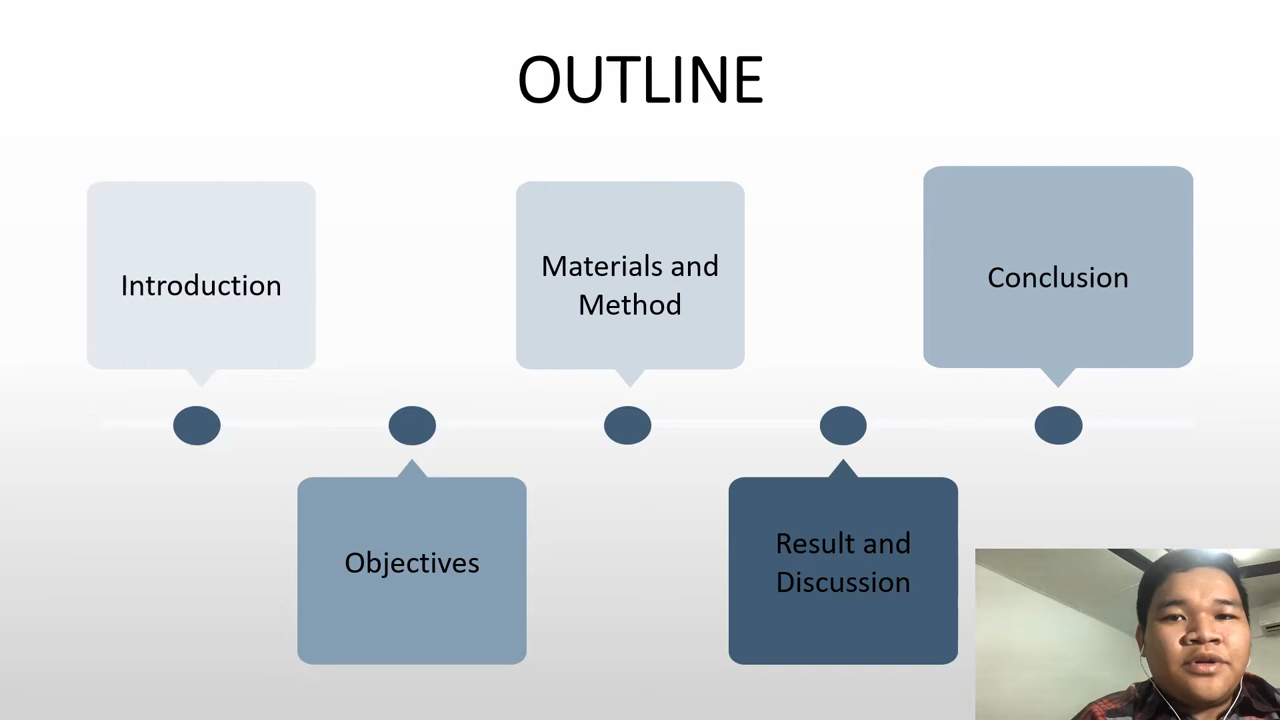 OUTLINE
Introduction
Objectives
Materials and
Method
Result and
Discussion
Conclusion